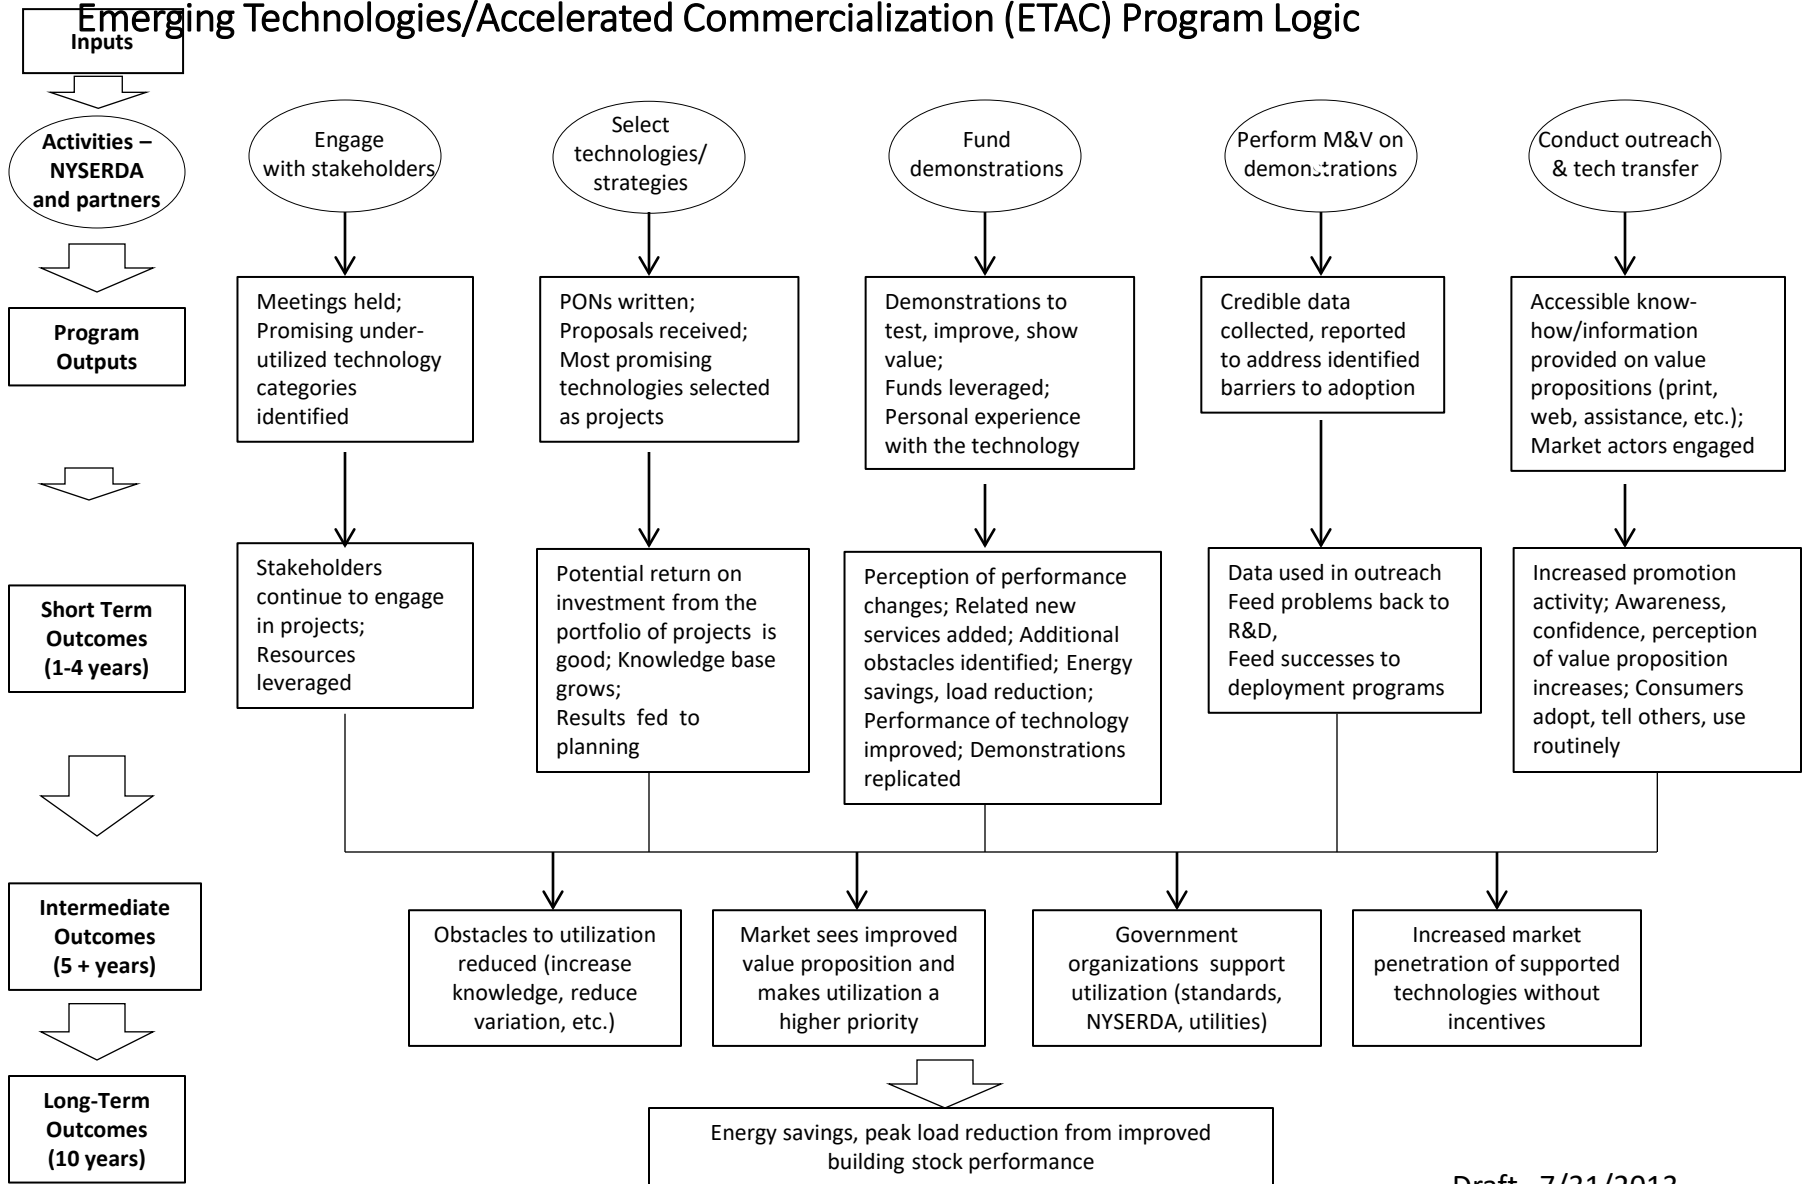 Emerging Technologies/Accelerated Commercialization (ETAC) Program Logic
Inputs
Activities –
NYSERDA
and partners
Engage
with stakeholders
Select
technologies/
strategies
Fund
demonstrations
Perform M&V on
demonstrations
Conduct outreach
& tech transfer
Program
Outputs
Meetings held;
Promising under-
utilized technology
categories
identified
PONs written;
Proposals received;
Most promising
technologies selected
as projects
Demonstrations to
test, improve, show
value;
Funds leveraged;
Personal experience
with the technology
Credible data
collected, reported
to address identified
barriers to adoption
Accessible know-
how/information
provided on value
propositions (print,
web, assistance, etc.);
Market actors engaged
Short Term
Outcomes
(1-4 years)
Stakeholders
continue to engage
in projects;
Resources
leveraged
Potential return on
investment from the
portfolio of projects is
good; Knowledge base
grows;
Results fed to
planning
Perception of performance
changes; Related new
services added; Additional
obstacles identified; Energy
savings, load reduction;
Performance of technology
improved; Demonstrations
replicated
Data used in outreach
Feed problems back to
R&D,
Feed successes to
deployment programs
Increased promotion
activity; Awareness,
confidence, perception
of value proposition
increases; Consumers
adopt, tell others, use
routinely
Intermediate
Outcomes
(5 + years)
Obstacles to utilization
reduced (increase
knowledge, reduce
variation, etc.)
Market sees improved
value proposition and
makes utilization a
higher priority
Government
organizations support
utilization (standards,
NYSERDA, utilities)
Increased market
penetration of supported
technologies without
incentives
Long-Term
Outcomes
(10 years)
Energy savings, peak load reduction from improved
building stock performance
Draft 7/31/